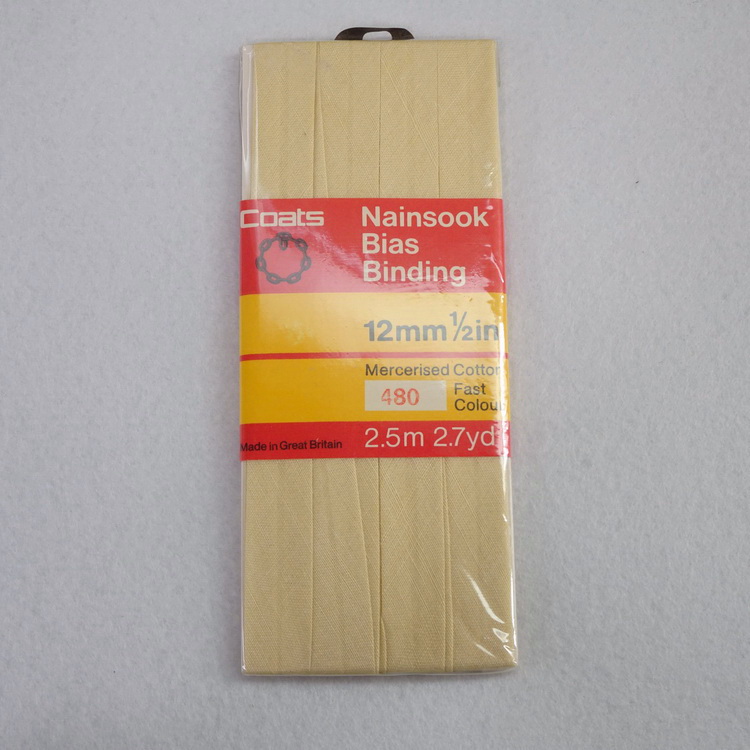 Coats
Nainsook
Bias
Binding
12mm ½in
Mercerised Cotton
480
Fast
Colour
Made in Great Britain
2.5m 2.7yd